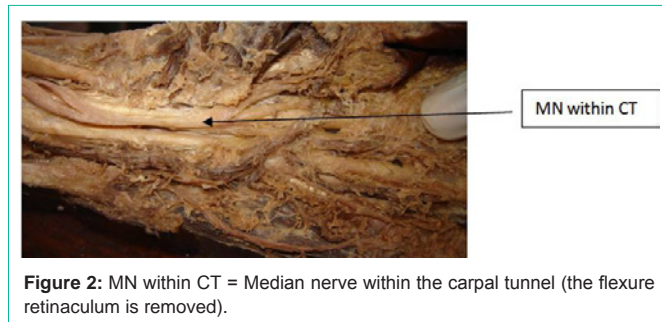 MN within CT
Figure 2: MN within CT = Median nerve within the carpal tunnel (the flexure
retinaculum is removed).